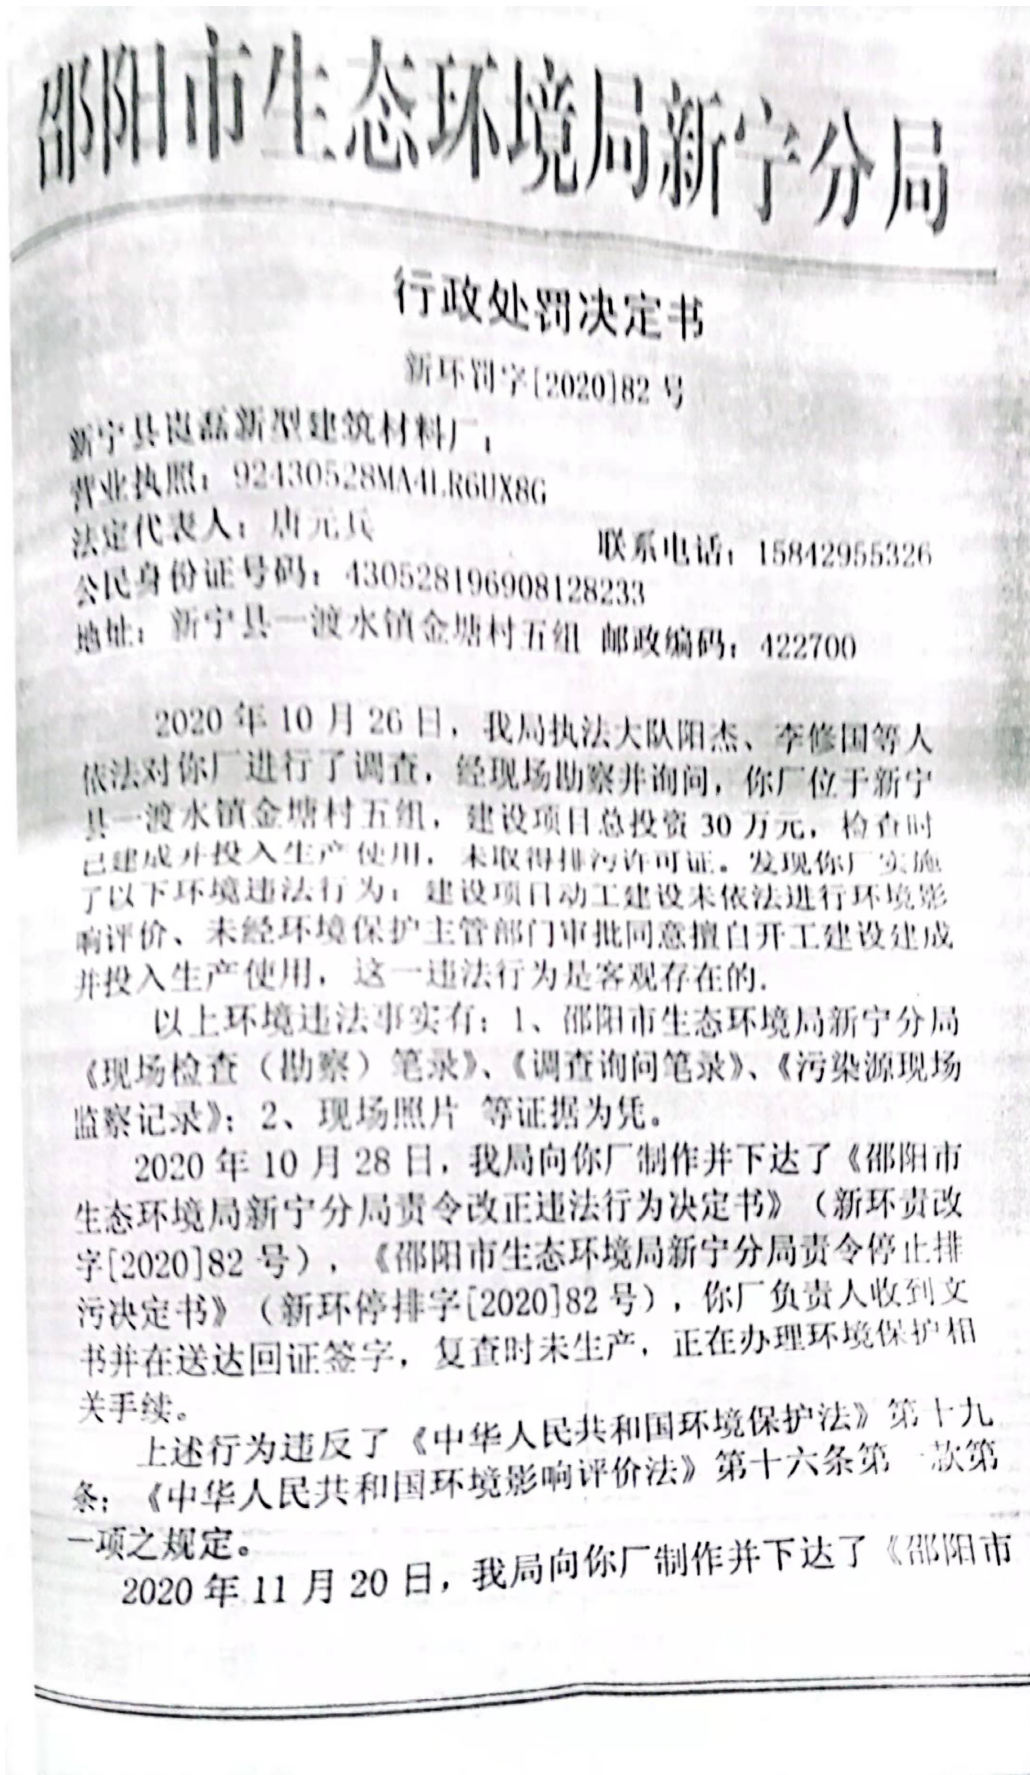 邵阳市生态环境局新宁分局
行政处罚决定书
新环罚字[2020]82号
新宁县崀磊新型建筑材料厂：
营业执照：92430528MA4LR6UX8G
法定代表人：唐元兵 联系电话：15842955326
公民身份证号码：430528196908128233
地址：新宁县一渡水镇金塘村五组 邮政编码：422700
2020年10月26日，我局执法大队阳杰、李修国等人
依法对你厂进行了调查，经现场勘察并询问，你厂位于新宁
县一渡水镇金塘村五组，建设项目总投资30万元，检查时
已建成并投入生产使用，未取得排污许可证。发现你厂实施
了以下环境违法行为：建设项目动工建设未依法进行环境影
响评价、未经环境保护主管部门审批同意擅自开工建设建成
并投入生产使用，这一违法行为是客观存在的.
以上环境违法事实有：1、邵阳市生态环境局新宁分局
《现场检查（勘察）笔录》、《调查询问笔录》、《污染源现场
监察记录》；2、现场照片 等证据为凭。
2020年10月28日，我局向你厂制作并下达了《邵阳市
生态环境局新宁分局责令改正违法行为决定书》（新环责改
字[2020]82号），《邵阳市生态环境局新宁分局责令停止排
污决定书》（新环停排字[2020]82号），你厂负责人收到文
书并在送达回证签字，复查时未生产，正在办理环境保护相
关手续。
上述行为违反了《中华人民共和国环境保护法》第十九
条；《中华人民共和国环境影响评价法》第十六条第一款第
一项之规定。
2020年11月20日，我局向你厂制作并下达了《邵阳市